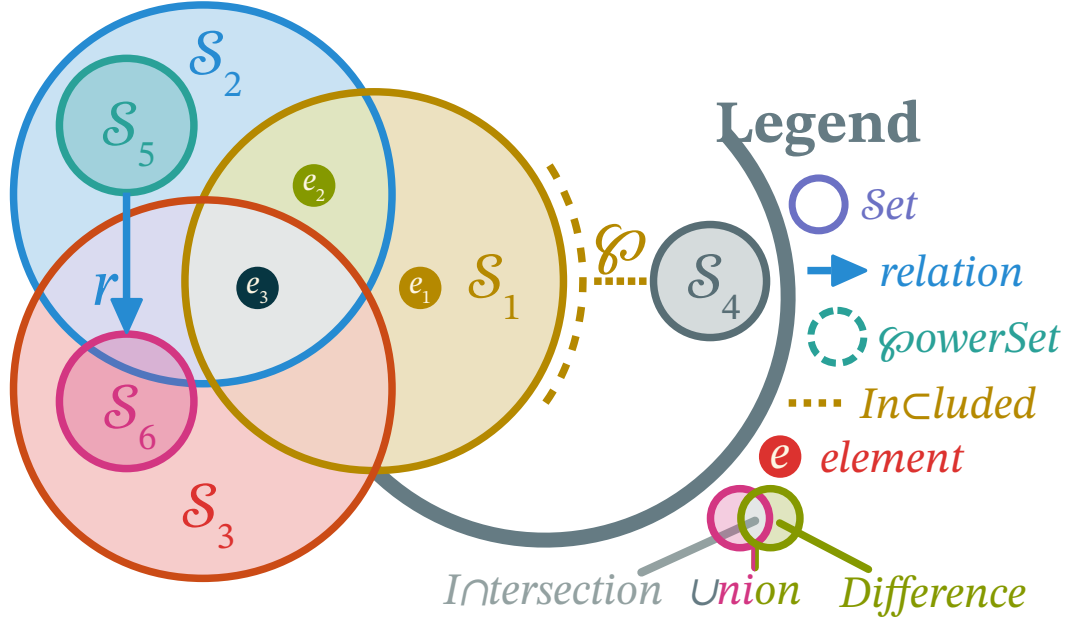 𝒮₂
𝒮₅
Legend
e₂
𝒮et
r
e₃
e₁
𝒮₁
℘
𝒮₄
relation
℘owerSet
𝒮₆
In⊂luded
e
element
𝒮₃
I∩tersection
∪nion
Difference